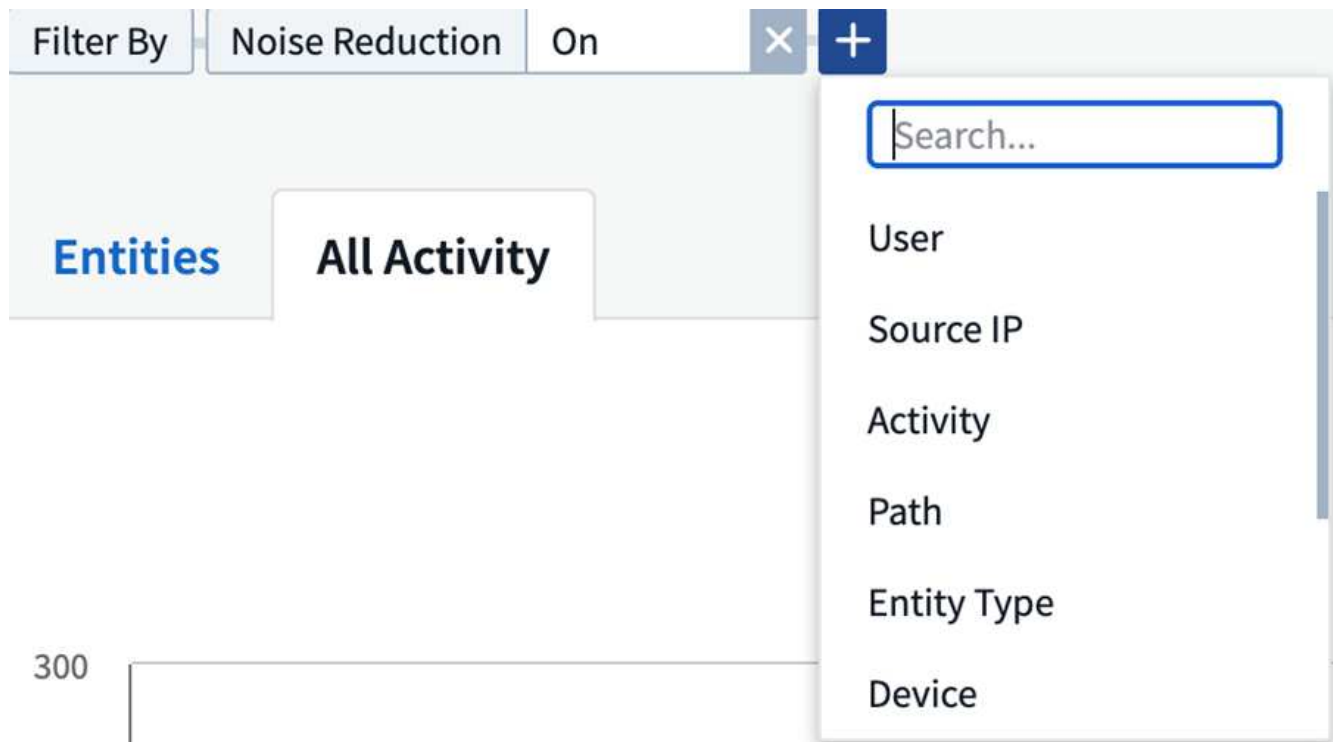 Filter By Noise Reduction On × +
Search...
Entities All Activity
User
Source IP
Activity
Path
Entity Type
Device
300